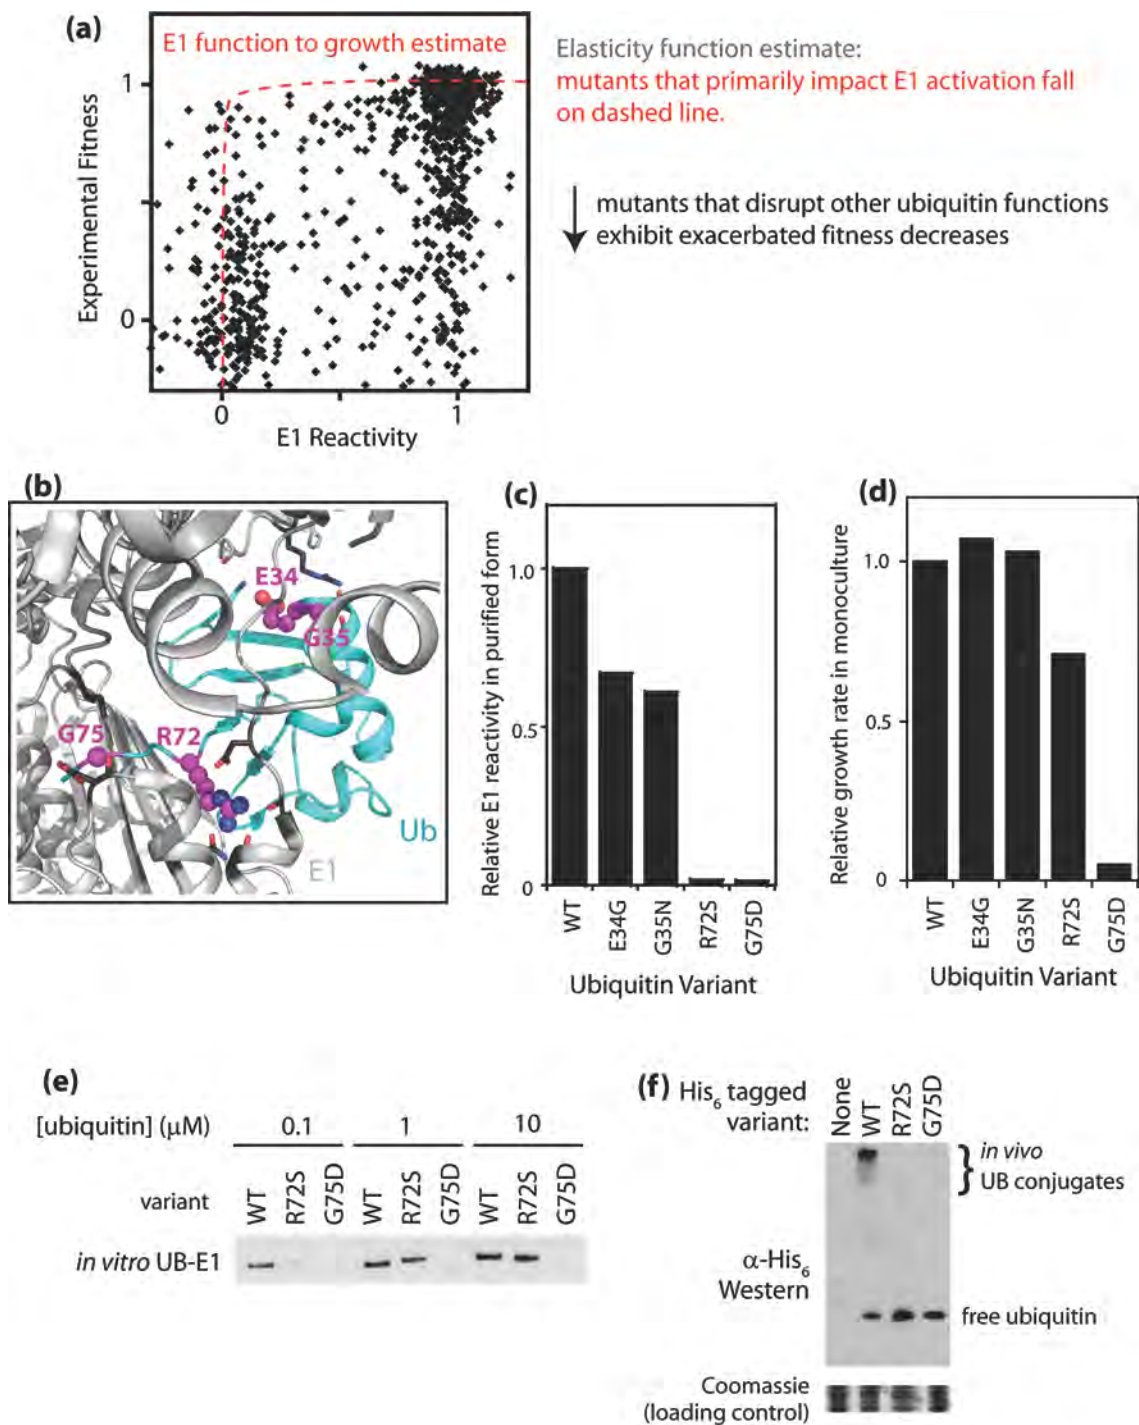 (a)
E1 function to growth estimate
Experimental Fitness
1
0
0
1
E1 Reactivity
Elasticity function estimate:
mutants that primarily impact E1 activation fall
on dashed line.
mutants that disrupt other ubiquitin functions
exhibit exacerbated fitness decreases
(b)
E34
G35
G75
R72
Ub
E1
(c)
Relative E1 reactivity in purified form
1.0
0.5
0
WT
E34G
G35N
R72S
G75D
Ubiquitin Variant
(d)
Relative growth rate in monoculture
1.0
0.5
0
WT
E34G
G35N
R72S
G75D
Ubiquitin Variant
(e)
[ubiquitin] (μM)
0.1 1 10
variant
WT R72S G75D WT R72S G75D WT R72S G75D
in vitro UB-E1
(f)
His6 tagged
variant:
None WT R72S G75D
in vivo
UB conjugates
α-His6
Western
free ubiquitin
Coomassie
(loading control)